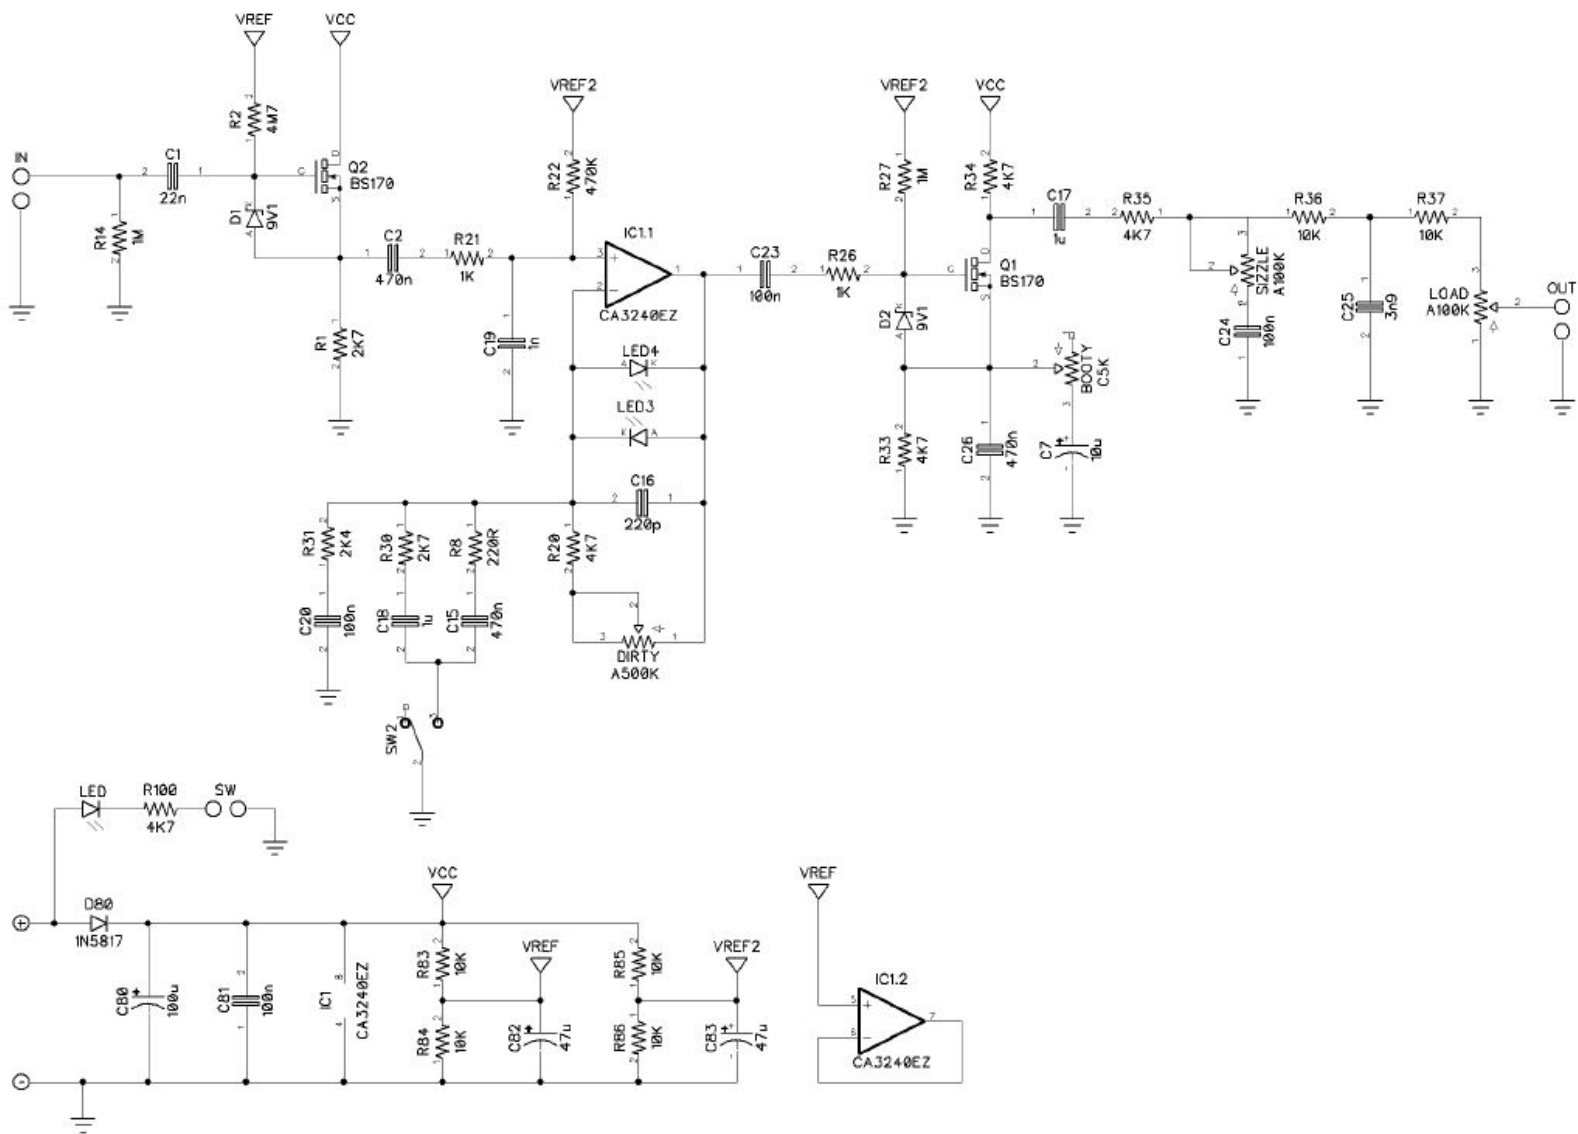 VREF
VCC
R2
4M7
IN
C1
22n
Q2
BS170
R14
1M
D1
9V1
C2
470n
R21
1K
R1
2K7
C19
1n
VREF2
R22
470K
IC1.1
CA3240EZ
LED4
LED3
C16
220p
R31
2K4
R30
2K7
R8
220R
R20
4K7
C20
100n
C18
1u
C15
470n
DIRTY
A500K
SW2
C23
100n
R26
1K
VREF2
VCC
R27
1M
R34
4K7
Q1
BS170
D2
9V1
R33
4K7
C26
470n
BOOTY
C5K
C7
10u
C17
1u
R35
4K7
SIZZLE
A100K
C24
100n
R36
10K
C25
3n9
R37
10K
LOAD
A100K
OUT
LED
R100
4K7
SW
D80
1N5817
C80
100u
C81
100n
IC1
CA3240EZ
VCC
R83
10K
R84
10K
VREF
C82
47u
R85
10K
R86
10K
VREF2
C83
47u
VREF
IC1.2
CA3240EZ